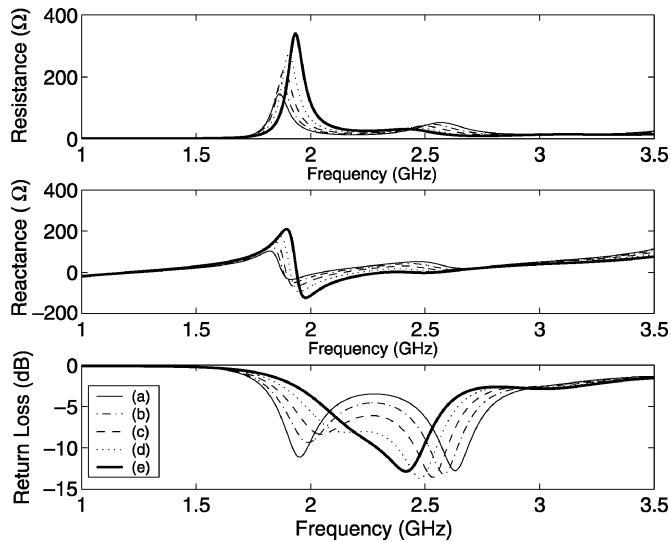 400
200
0
Resistance (Ω)
1
1.5
2
2.5
3
3.5
Frequency (GHz)
400
200
0
−200
Reactance ( Ω)
1
1.5
2
2.5
3
3.5
Frequency (GHz)
0
−5
−10
−15
Return Loss (dB)
(a)
(b)
(c)
(d)
(e)
1
1.5
2
2.5
3
3.5
Frequency (GHz)